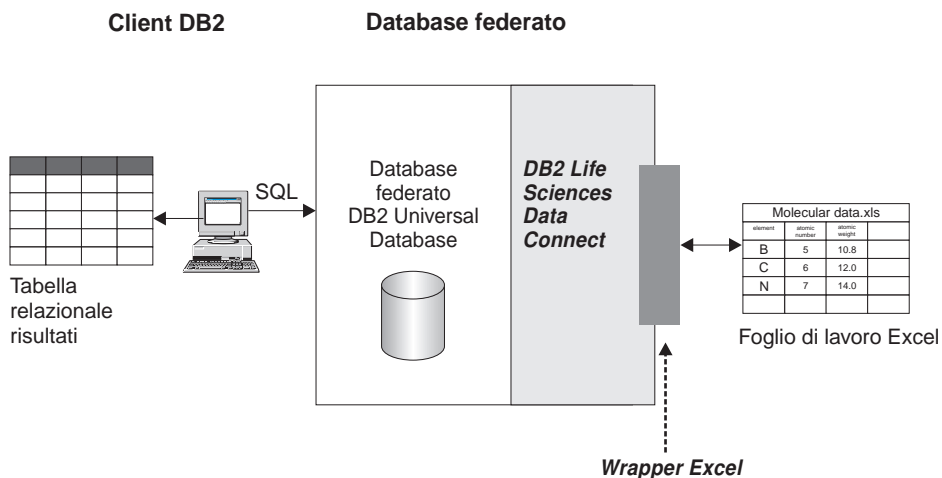 Client DB2
Database federato
SQL
Tabella
relazionale
risultati
Database
federato
DB2 Universal
Database
DB2 Life
Sciences
Data
Connect
Molecular data.xls
element atomic number atomic weight
B 5 10.8
C 6 12.0
N 7 14.0
Foglio di lavoro Excel
Wrapper Excel